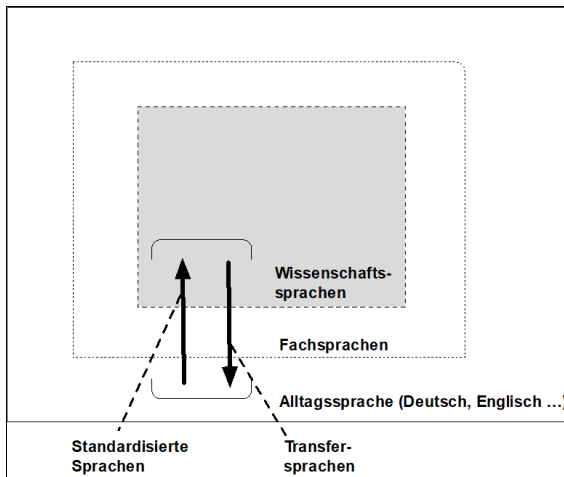 Wissenschafts-
sprachen
Fachsprachen
Alltagssprache (Deutsch, Englisch ...)
Standardisierte
Sprachen
Transfer-
sprachen